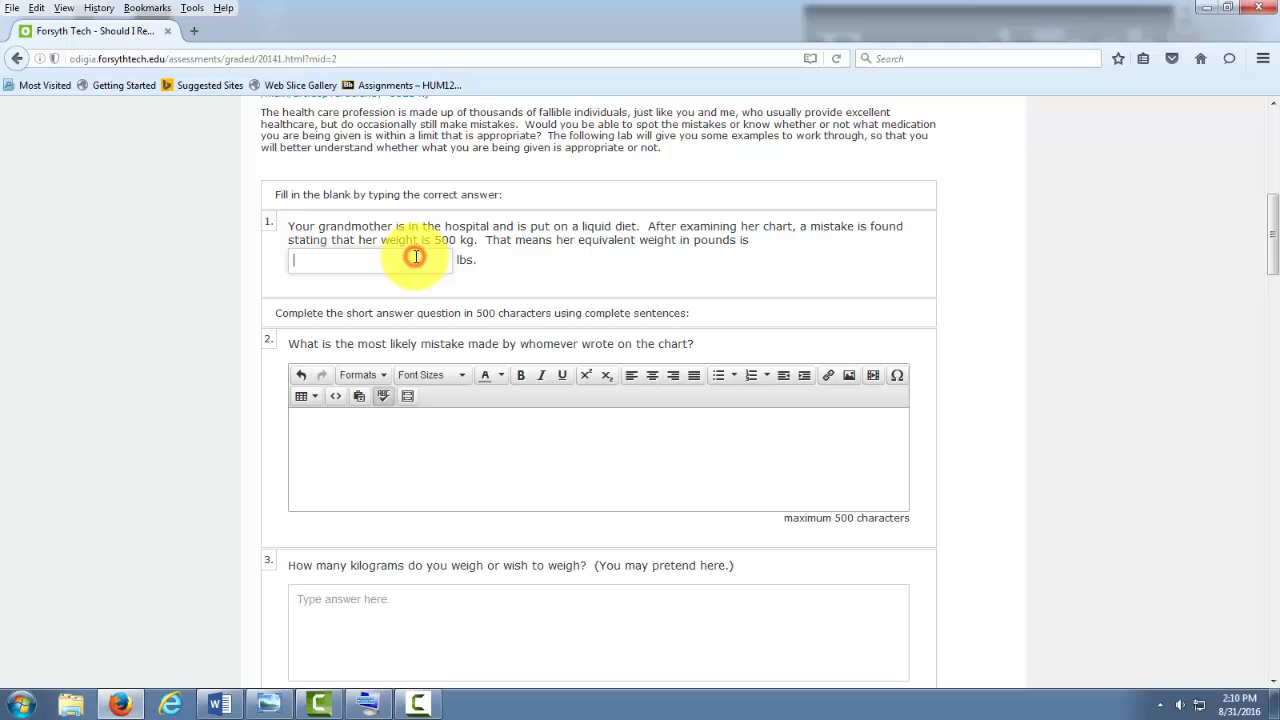 File Edit View History Bookmarks Tools Help
Forsyth Tech - Should I Re...
odigia.forsythtech.edu/assessments/graded/20141.html?mid=2
Search
Most Visited Getting Started Suggested Sites Web Slice Gallery Bb Assignments – HUM12...
The health care profession is made up of thousands of fallible individuals, just like you and me, who usually provide excellent
healthcare, but do occasionally still make mistakes. Would you be able to spot the mistakes or know whether or not what medication
you are being given is within a limit that is appropriate? The following lab will give you some examples to work through, so that you
will better understand whether what you are being given is appropriate or not.
Fill in the blank by typing the correct answer:
1. Your grandmother is in the hospital and is put on a liquid diet. After examining her chart, a mistake is found
stating that her weight is 500 kg. That means her equivalent weight in pounds is
lbs.
Complete the short answer question in 500 characters using complete sentences:
2. What is the most likely mistake made by whomever wrote on the chart?
Formats Font Sizes A B I U X² X₂ Ω
ABC
maximum 500 characters
3. How many kilograms do you weigh or wish to weigh? (You may pretend here.)
Type answer here.
2:10 PM
8/31/2016